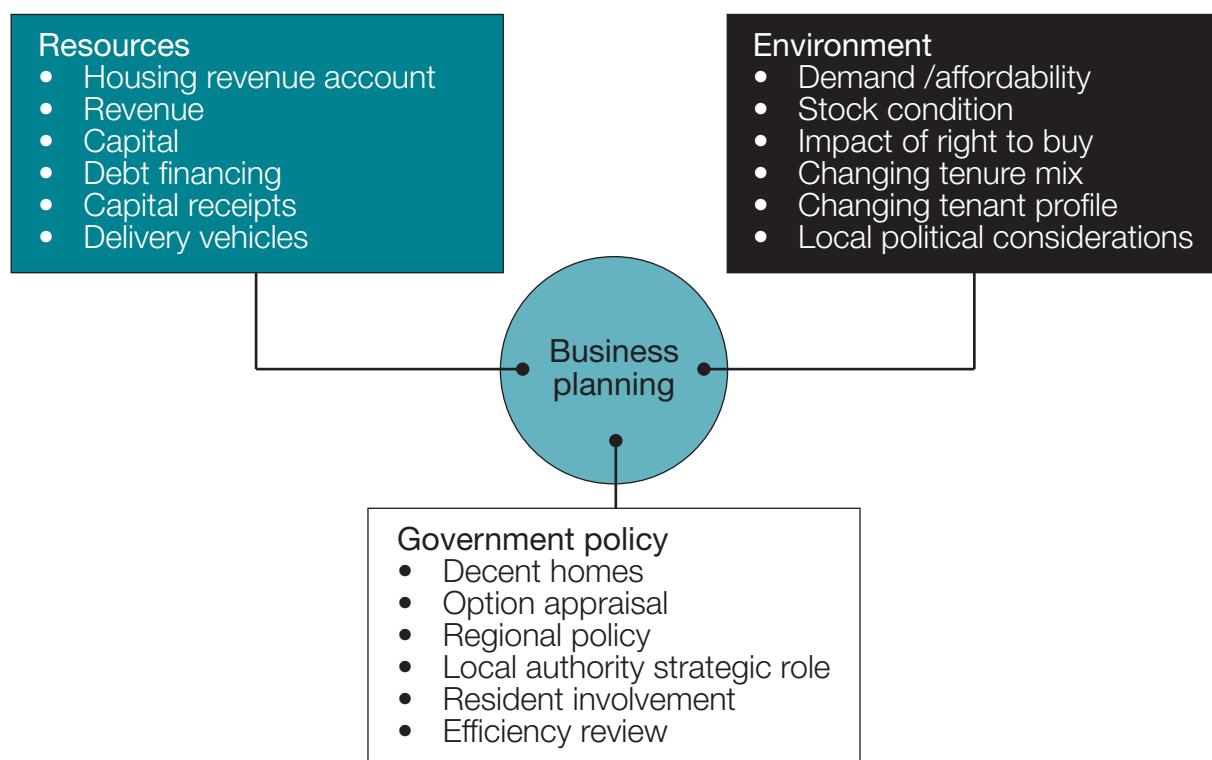 Resources
• Housing revenue account
• Revenue
• Capital
• Debt financing
• Capital receipts
• Delivery vehicles
Environment
• Demand /affordability
• Stock condition
• Impact of right to buy
• Changing tenure mix
• Changing tenant profile
• Local political considerations
Business
planning
Government policy
• Decent homes
• Option appraisal
• Regional policy
• Local authority strategic role
• Resident involvement
• Efficiency review